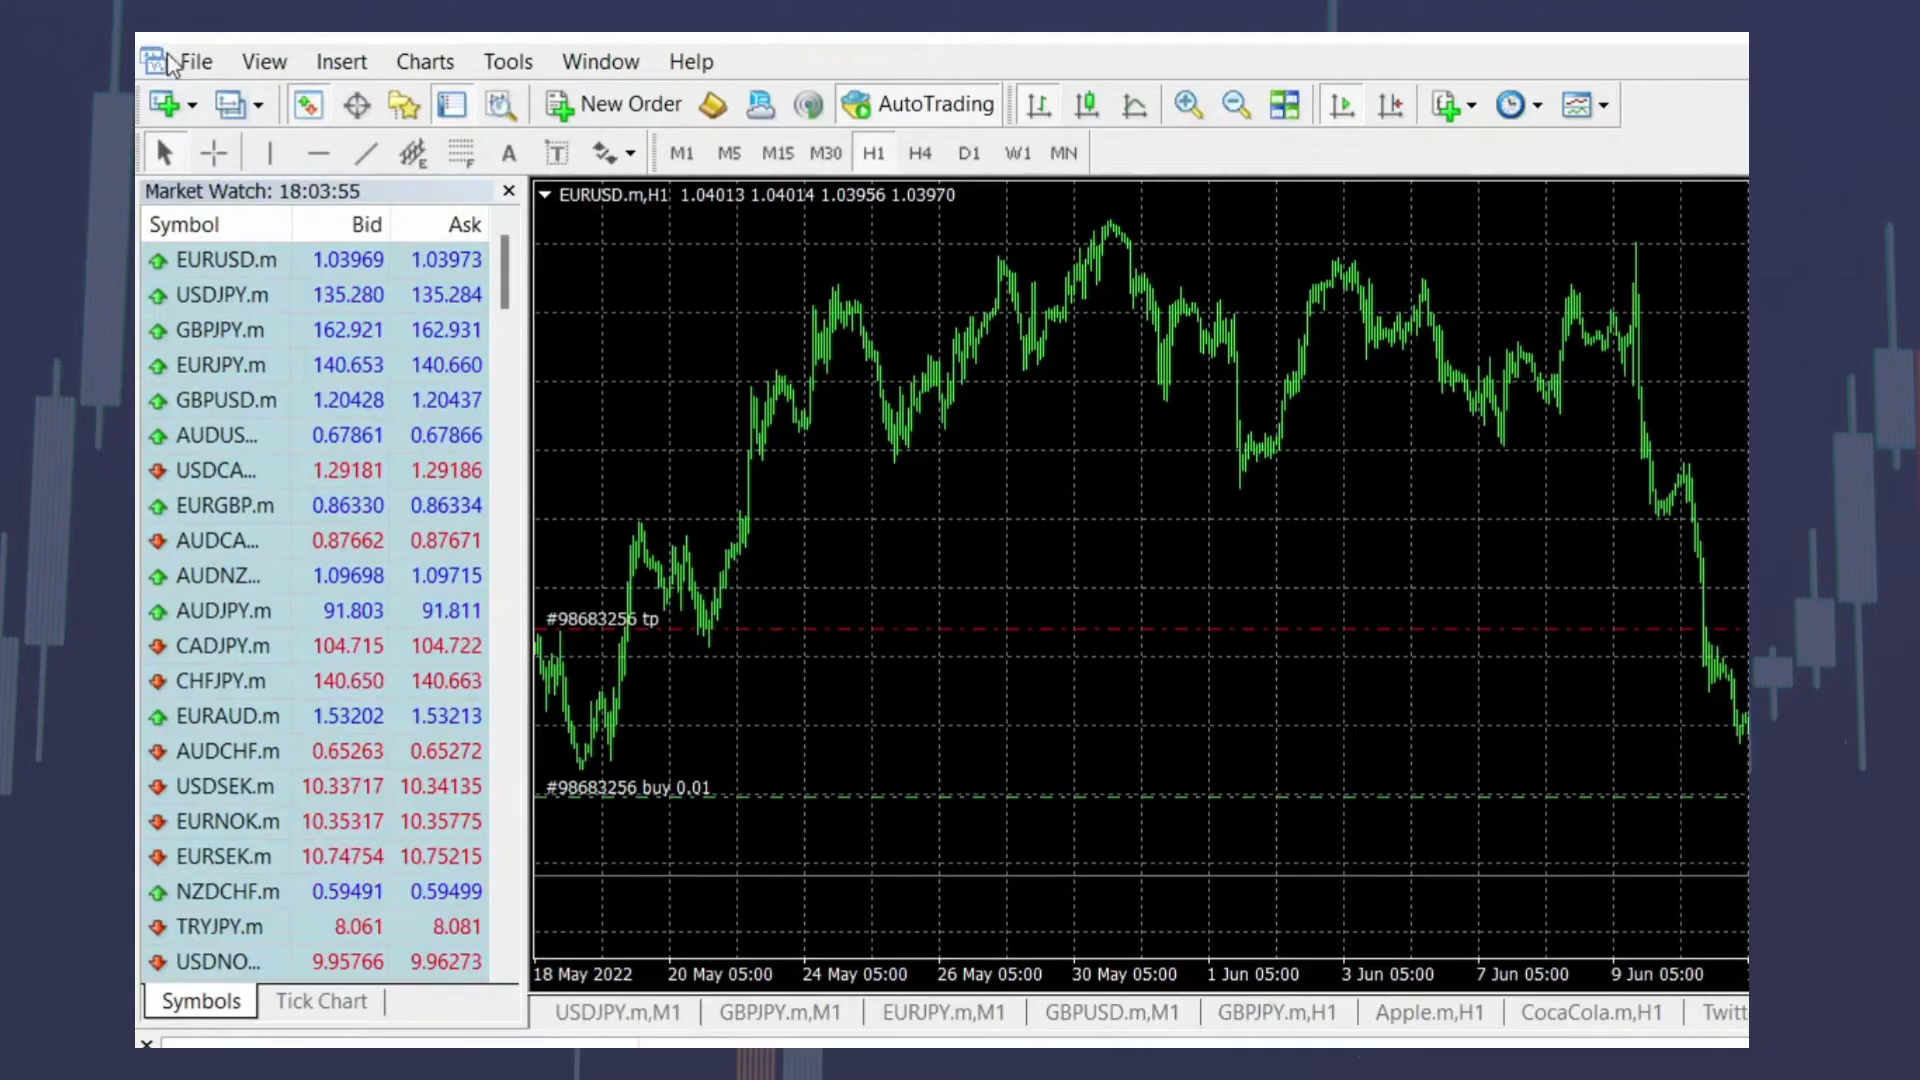 File View Insert Charts Tools Window Help
New Order AutoTrading
E F A T M1 M5 M15 M30 H1 H4 D1 W1 MN
Market Watch: 18:03:55
Symbol Bid Ask
EURUSD.m 1.03969 1.03973
USDJPY.m 135.280 135.284
GBPJPY.m 162.921 162.931
EURJPY.m 140.653 140.660
GBPUSD.m 1.20428 1.20437
AUDUS... 0.67861 0.67866
USDCA... 1.29181 1.29186
EURGBP.m 0.86330 0.86334
AUDCA... 0.87662 0.87671
AUDNZ... 1.09698 1.09715
AUDJPY.m 91.803 91.811
CADJPY.m 104.715 104.722
CHFJPY.m 140.650 140.663
EURAUD.m 1.53202 1.53213
AUDCHF.m 0.65263 0.65272
USDSEK.m 10.33717 10.34135
EURNOK.m 10.35317 10.35775
EURSEK.m 10.74754 10.75215
NZDCHF.m 0.59491 0.59499
TRYJPY.m 8.061 8.081
USDNO... 9.95766 9.96273
Symbols Tick Chart
EURUSD.m,H1 1.04013 1.04014 1.03956 1.03970
#98683256 tp
#98683256 buy 0.01
18 May 2022 20 May 05:00 24 May 05:00 26 May 05:00 30 May 05:00 1 Jun 05:00 3 Jun 05:00 7 Jun 05:00 9 Jun 05:00
USDJPY.m,M1 GBPJPY.m,M1 EURJPY.m,M1 GBPUSD.m,M1 GBPJPY.m,H1 Apple.m,H1 CocaCola.m,H1 Twitt